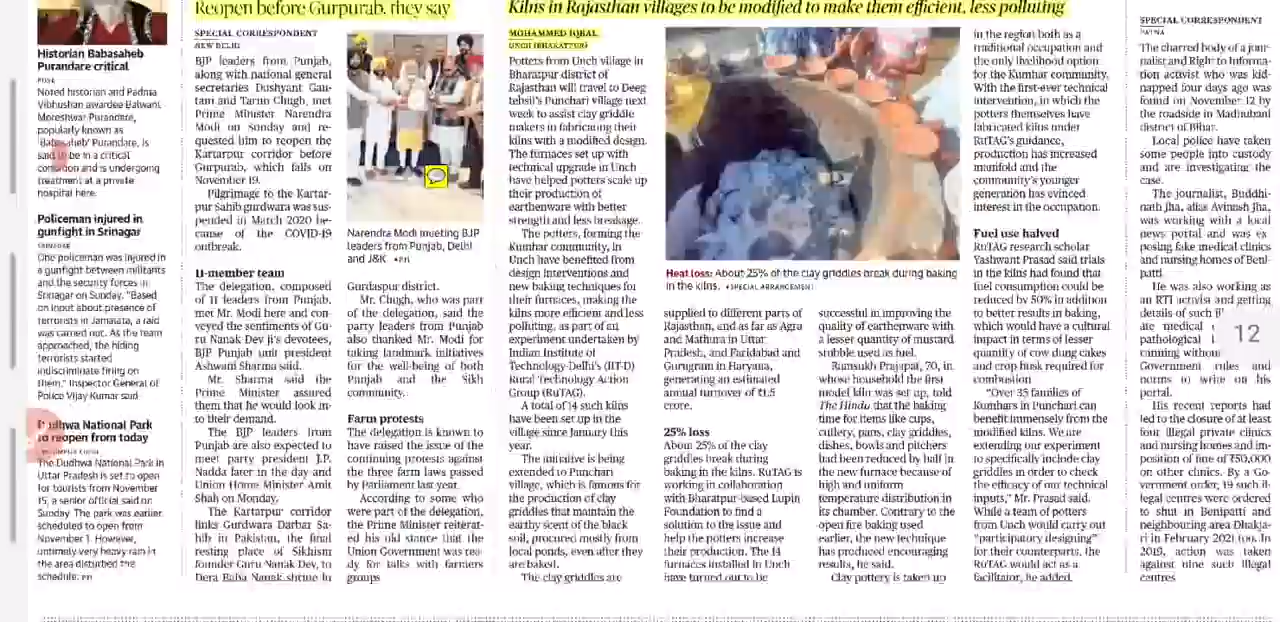 Historian Babasaheb
Purandare critical
PUNE
Noted historian and Padma
Vibhushan awardee Balwant
Moreshwar Purandare,
popularly known as
'Babasaheb' Purandare, is
said to be in a critical
condition and is undergoing
treatment at a private
hospital here.
Policeman injured in
gunfight in Srinagar
SRINAGAR
One policeman was injured in
a gunfight between militants
and the security forces in
Srinagar on Sunday. "Based
on input about presence of
terrorists in Jamalata, a raid
was carried out. As the team
approached, the hiding
terrorists started
indiscriminate firing on
them," Inspector General of
Police Vijay Kumar said
Dudhwa National Park
to reopen from today
The Dudhwa National Park in
Uttar Pradesh is set to open
for tourists from November
15, a senior official said on
Sunday. The park was earlier
scheduled to open from
November 1. However,
untimely very heavy rain in
the area disturbed the
schedule. PTI
Reopen before Gurpurab, they say
SPECIAL CORRESPONDENT
NEW DELHI
BJP leaders from Punjab,
along with national general
secretaries Dushyant Gau-
tam and Tarun Chugh, met
Prime Minister Narendra
Modi on Sunday and re-
quested him to reopen the
Kartarpur corridor before
Gurpurab, which falls on
November 19.
Pilgrimage to the Kartar-
pur Sahib gurdwara was sus-
pended in March 2020 be-
cause of the COVID-19
outbreak.
11-member team
The delegation, composed
of 11 leaders from Punjab,
met Mr. Modi here and con-
veyed the sentiments of Gu-
ru Nanak Dev ji's devotees,
BJP Punjab unit president
Ashwani Sharma said.
Mr. Sharma said the
Prime Minister assured
them that he would look in-
to their demand.
The BJP leaders from
Punjab are also expected to
meet party president J.P.
Nadda later in the day and
Union Home Minister Amit
Shah on Monday.
The Kartarpur corridor
links Gurdwara Darbar Sa-
hib in Pakistan, the final
resting place of Sikhism
founder Guru Nanak Dev, to
Dera Baba Nanak shrine in
Narendra Modi meeting BJP
leaders from Punjab, Delhi
and J&K •PTI
Gurdaspur district.
Mr. Chugh, who was part
of the delegation, said the
party leaders from Punjab
also thanked Mr. Modi for
taking landmark initiatives
for the well-being of both
Punjab and the Sikh
community.
Farm protests
The delegation is known to
have raised the issue of the
continuing protests against
the three farm laws passed
by Parliament last year.
According to some who
were part of the delegation,
the Prime Minister reiterat-
ed his old stance that the
Union Government was rea-
dy for talks with farmers
groups
Kilns in Rajasthan villages to be modified to make them efficient, less polluting
MOHAMMED IQBAL
UNCH (BHARATPUR)
Potters from Unch village in
Bharatpur district of
Rajasthan will travel to Deeg
tehsil's Punchari village next
week to assist clay griddle
makers in fabricating their
kilns with a modified design.
The furnaces set up with
technical upgrade in Unch
have helped potters scale up
their production of
earthenware with better
strength and less breakage.
The potters, forming the
Kumhar community, in
Unch have benefited from
design interventions and
new baking techniques for
their furnaces, making the
kilns more efficient and less
polluting, as part of an
experiment undertaken by
Indian Institute of
Technology-Delhi's (IIT-D)
Rural Technology Action
Group (RuTAG).
A total of 14 such kilns
have been set up in the
village since January this
year.
The initiative is being
extended to Punchari
village, which is famous for
the production of clay
griddles that maintain the
earthy scent of the black
soil, procured mostly from
local ponds, even after they
are baked.
The clay griddles are
Heat loss: About 25% of the clay griddles break during baking
in the kilns. •SPECIAL ARRANGEMENT
supplied to different parts of
Rajasthan, and as far as Agra
and Mathura in Uttar
Pradesh, and Faridabad and
Gurugram in Haryana,
generating an estimated
annual turnover of ₹1.5
crore.
25% loss
About 25% of the clay
griddles break during
baking in the kilns. RuTAG is
working in collaboration
with Bharatpur-based Lupin
Foundation to find a
solution to the issue and
help the potters increase
their production. The 14
furnaces installed in Unch
have turned out to be
successful in improving the
quality of earthenware with
a lesser quantity of mustard
stubble used as fuel.
Ramsukh Prajapat, 70, in
whose household the first
model kiln was set up, told
The Hindu that the baking
time for items like cups,
cutlery, pans, clay griddles,
dishes, bowls and pitchers
had been reduced by half in
the new furnace because of
high and uniform
temperature distribution in
its chamber. Contrary to the
open fire baking used
earlier, the new technique
has produced encouraging
results, he said.
Clay pottery is taken up
in the region both as a
traditional occupation and
the only likelihood option
for the Kumhar community.
With the first-ever technical
intervention, in which the
potters themselves have
fabricated kilns under
RuTAG's guidance,
production has increased
manifold and the
community's younger
generation has evinced
interest in the occupation.
Fuel use halved
RuTAG research scholar
Yashwant Prasad said trials
in the kilns had found that
fuel consumption could be
reduced by 50% in addition
to better results in baking,
which would have a cultural
impact in terms of lesser
quantity of cow dung cakes
and crop husk required for
combustion
"Over 35 families of
Kumhars in Punchari can
benefit immensely from the
modified kilns. We are
extending our experiment
to specifically include clay
griddles in order to check
the efficacy of our technical
inputs," Mr. Prasad said.
While a team of potters
from Unch would carry out
"participatory designing"
for their counterparts, the
RuTAG would act as a
facilitator, he added.
SPECIAL CORRESPONDENT
PATNA
The charred body of a jour-
nalist and Right to Informa-
tion activist who was kid-
napped four days ago was
found on November 12 by
the roadside in Madhubani
district of Bihar.
Local police have taken
some people into custody
and are investigating the
case.
The journalist, Buddhi-
nath Jha, alias Avinash Jha,
was working with a local
news portal and was ex-
posing fake medical clinics
and nursing homes of Beni-
patti.
He was also working as
an RTI activist and getting
details of such
ate medical
pathological
running without
Government rules and
norms to write on his
portal.
His recent reports had
led to the closure of at least
four illegal private clinics
and nursing homes and im-
position of fine of ₹50,000
on other clinics. By a Go-
vernment order, 19 such il-
legal centres were ordered
to shut in Benipatti and
neighbouring area Dhakja-
ri in February 2021 too. In
2019, action was taken
against nine such illegal
centres
12